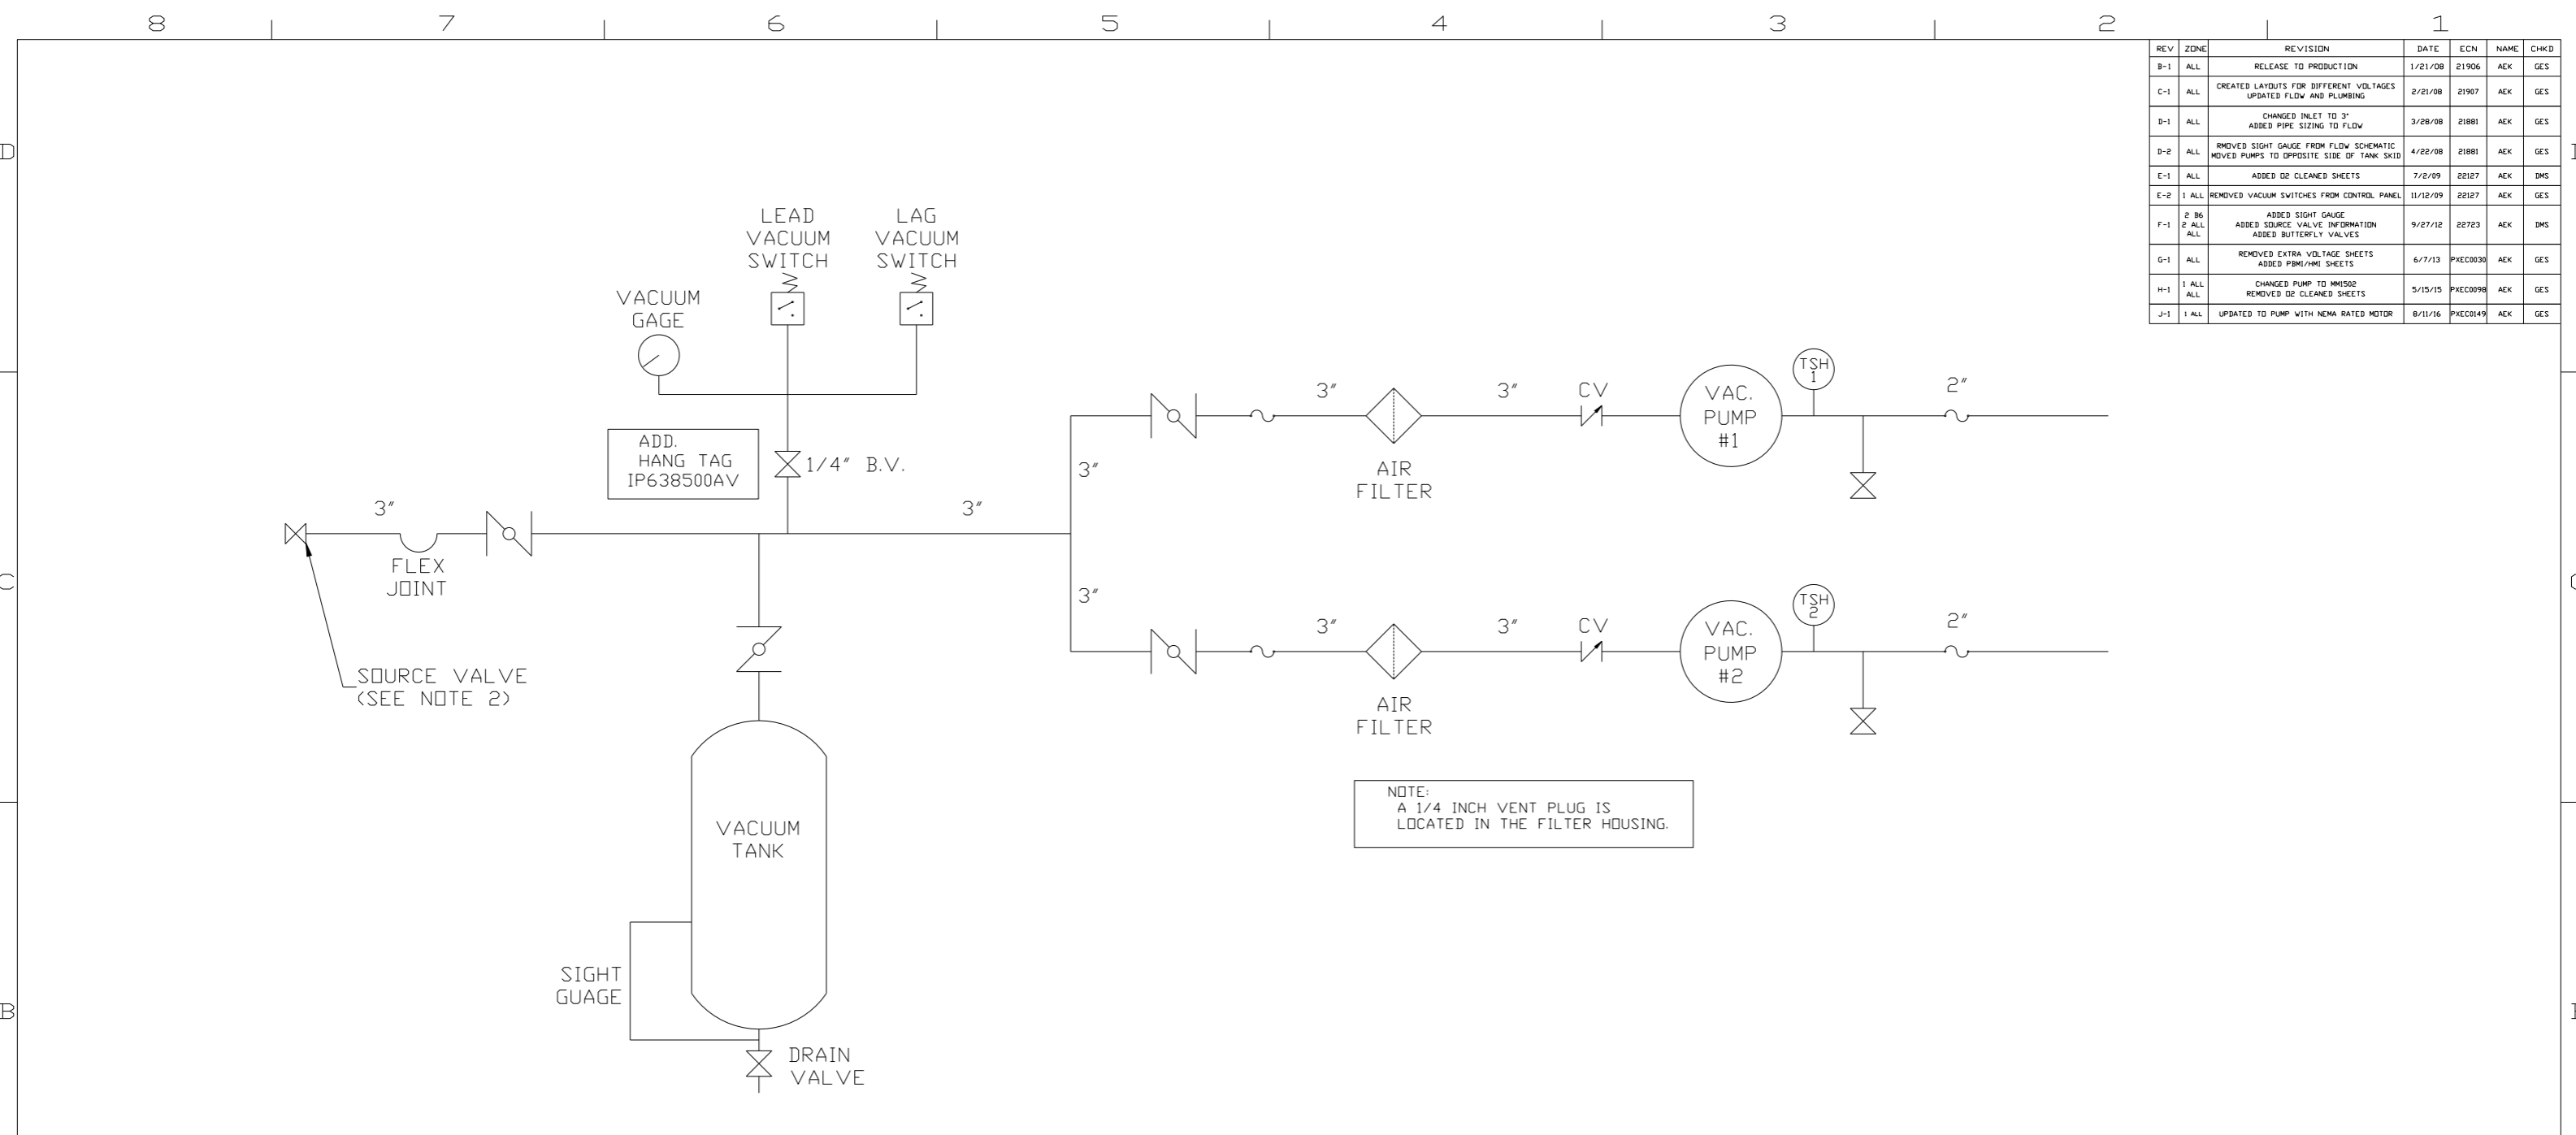 8 7 6 5 4 3 2 1
REV ZONE REVISION DATE ECN NAME CHKD
B-1 ALL RELEASE TO PRODUCTION 1/21/08 21906 AEK GES
C-1 ALL CREATED LAYOUTS FOR DIFFERENT VOLTAGES
UPDATED FLOW AND PLUMBING 2/21/08 21907 AEK GES
D-1 ALL CHANGED INLET TO 3"
ADDED PIPE SIZING TO FLOW 3/28/08 21881 AEK GES
D-2 ALL RMOVED SIGHT GAUGE FROM FLOW SCHEMATIC
MOVED PUMPS TO OPPOSITE SIDE OF TANK SKID 4/22/08 21881 AEK GES
E-1 ALL ADDED O2 CLEANED SHEETS 7/2/09 22127 AEK DMS
E-2 1 ALL REMOVED VACUUM SWITCHES FROM CONTROL PANEL 11/12/09 22127 AEK GES
F-1 2 B6 ADDED SIGHT GAUGE
2 ALL ADDED SOURCE VALVE INFORMATION 9/27/12 22723 AEK DMS
ALL ADDED BUTTERFLY VALVES
G-1 ALL REMOVED EXTRA VOLTAGE SHEETS
ADDED PBMI/HMI SHEETS 6/7/13 PXEC0030 AEK GES
H-1 1 ALL CHANGED PUMP TO MM1502
ALL REMOVED O2 CLEANED SHEETS 5/15/15 PXEC0098 AEK GES
J-1 1 ALL UPDATED TO PUMP WITH NEMA RATED MOTOR 8/11/16 PXEC0149 AEK GES
D
LEAD
VACUUM
SWITCH
LAG
VACUUM
SWITCH
VACUUM
GAGE
ADD.
HANG TAG
IP638500AV
1/4" B.V.
3"
FLEX
JOINT
SOURCE VALVE
(SEE NOTE 2)
3"
3"
3"
3"
AIR
FILTER
3"
CV
VAC.
PUMP
#1
TSH
1
2"
3"
AIR
FILTER
3"
CV
VAC.
PUMP
#2
TSH
2
2"
C
NOTE:
A 1/4 INCH VENT PLUG IS
LOCATED IN THE FILTER HOUSING.
VACUUM
TANK
SIGHT
GUAGE
DRAIN
VALVE
B